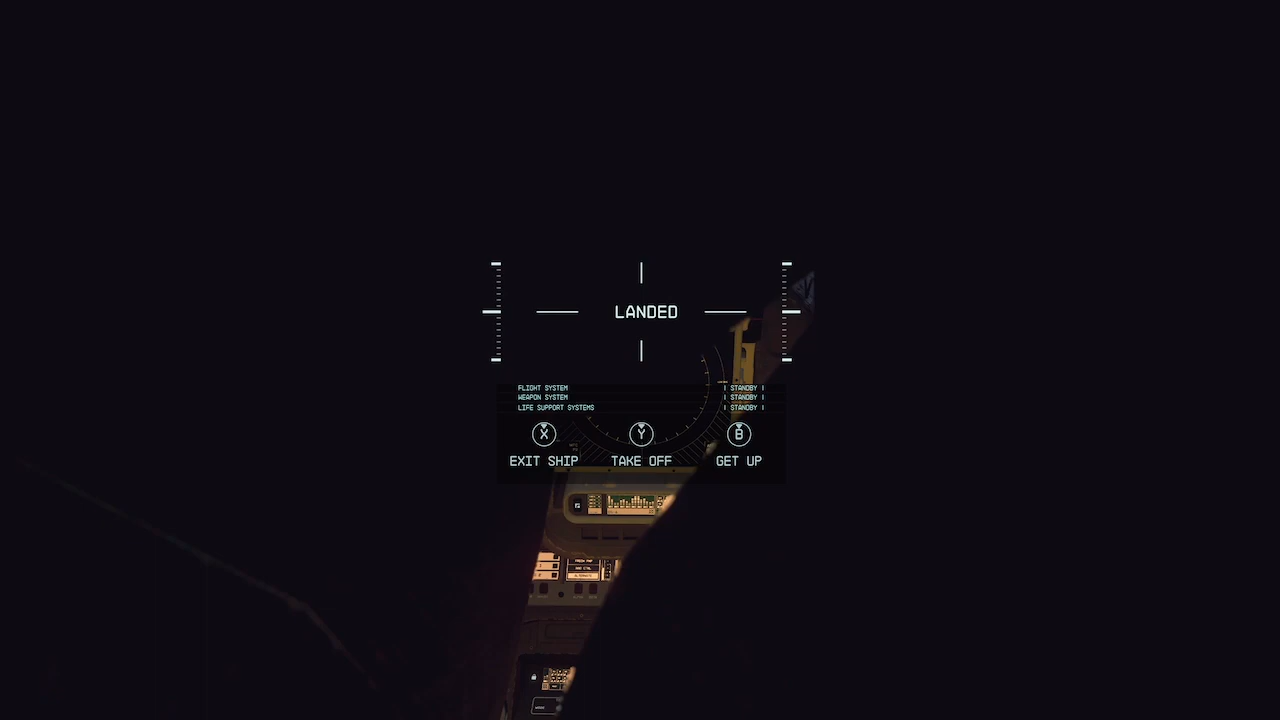 LANDED
FLIGHT SYSTEM | STANDBY |
WEAPON SYSTEM | STANDBY |
LIFE SUPPORT SYSTEMS | STANDBY |
X Y B
EXIT SHIP TAKE OFF GET UP